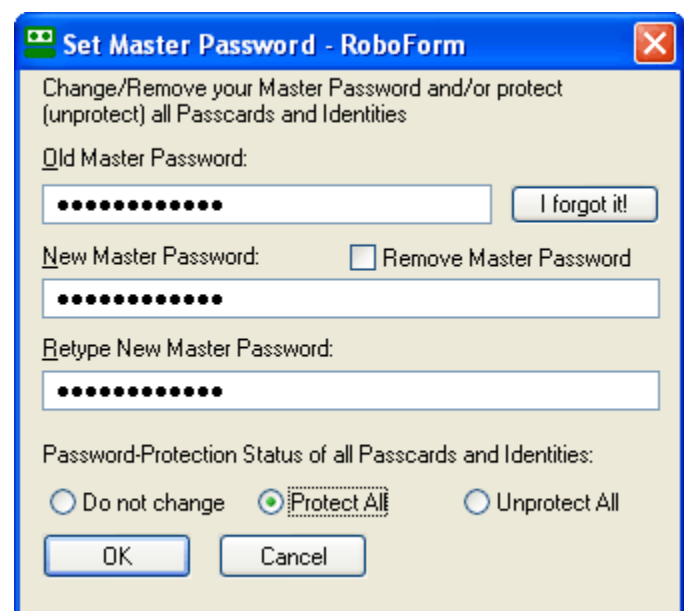 Set Master Password - RoboForm
Change/Remove your Master Password and/or protect
(unprotect) all Passcards and Identities
Old Master Password:
●●●●●●●●●●●● I forgot it!
New Master Password: Remove Master Password
●●●●●●●●●●●●
Retype New Master Password:
●●●●●●●●●●●●
Password-Protection Status of all Passcards and Identities:
Do not change Protect All Unprotect All
OK Cancel